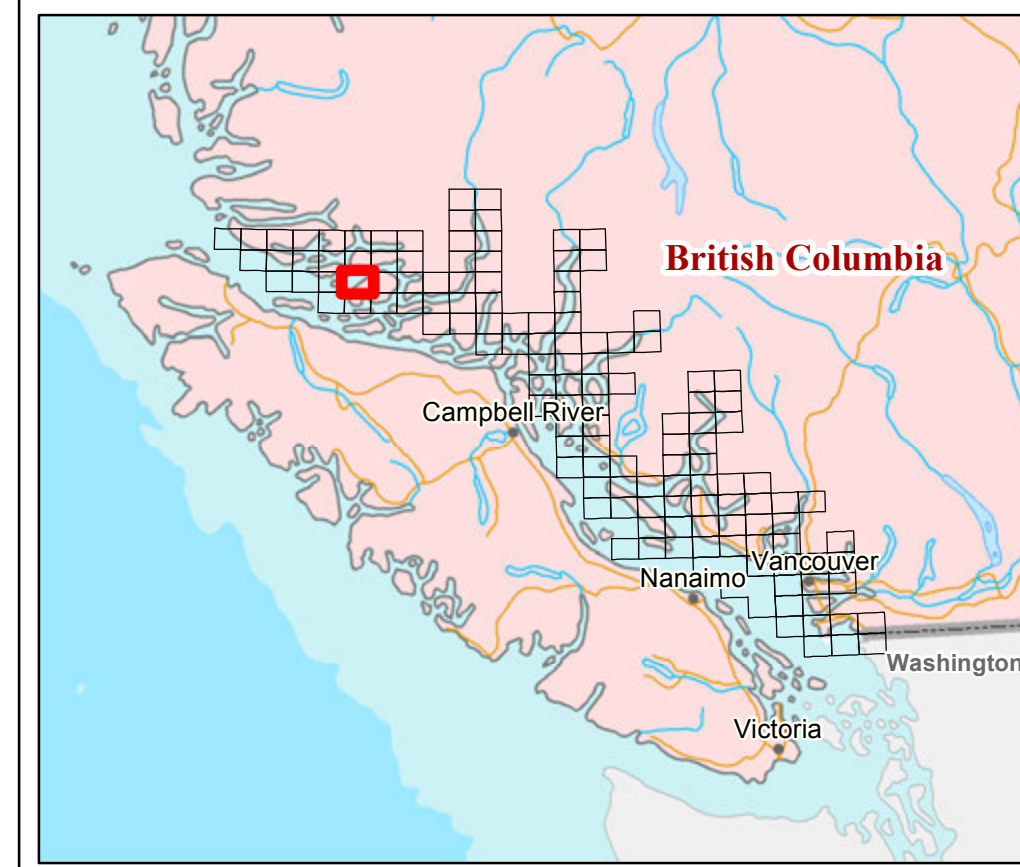 British Columbia
Campbell River
Vancouver
Nanaimo
Washington
Victoria